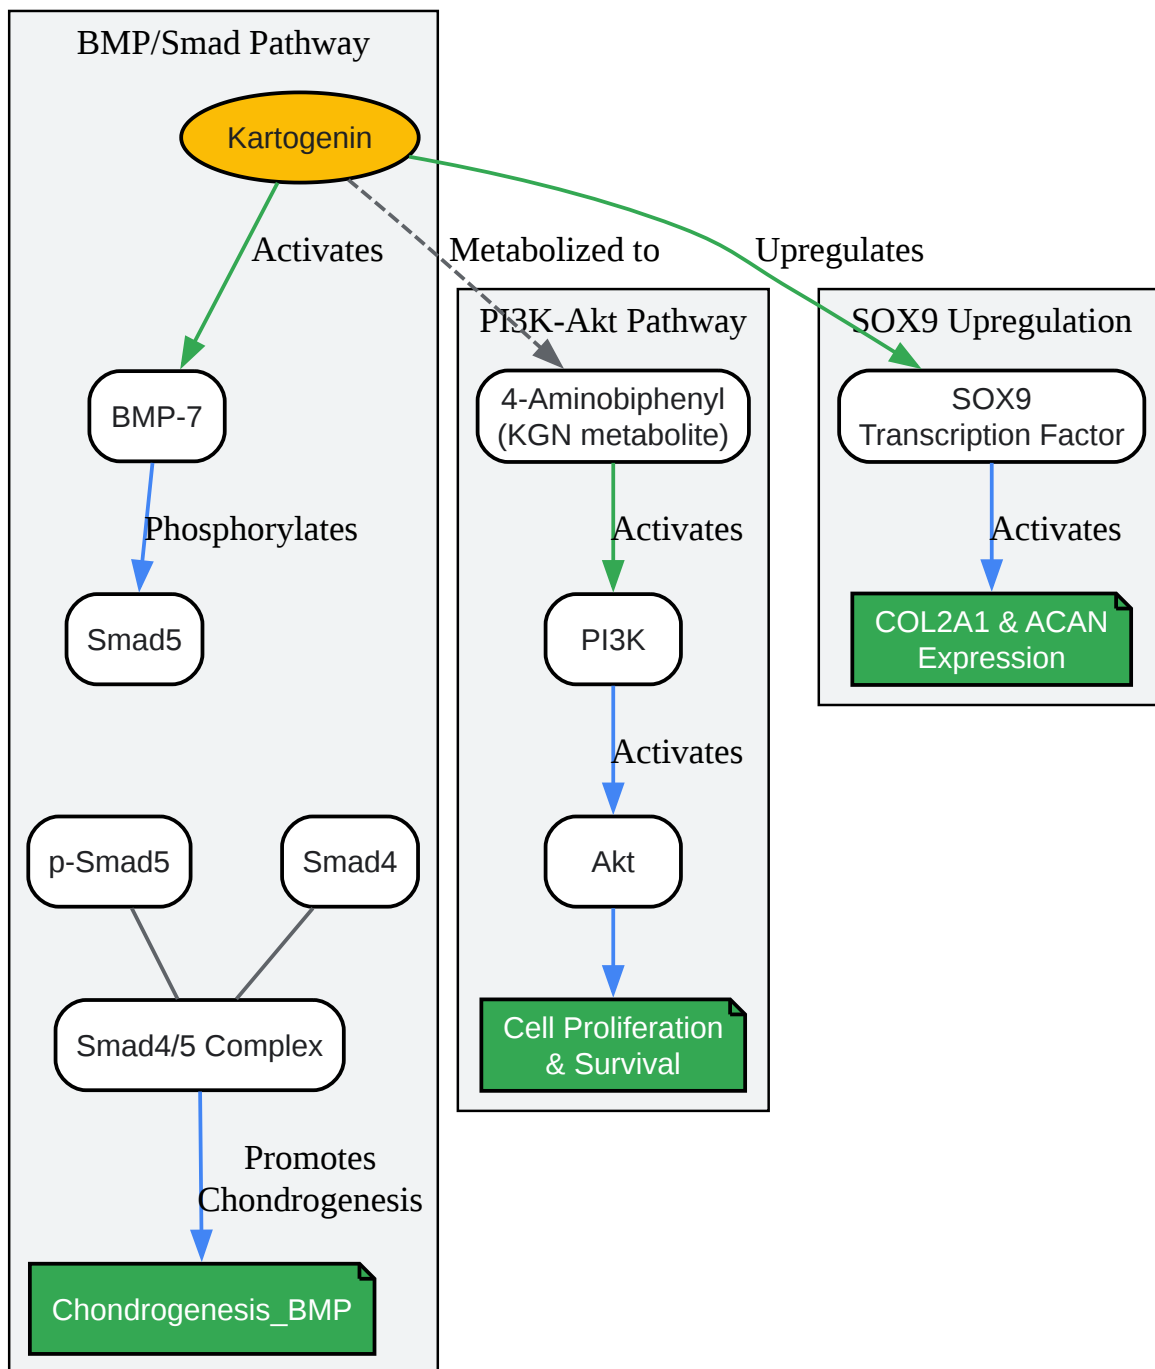 BMP/Smad Pathway
Kartogenin
Activates
Metabolized to
Upregulates
PI3K-Akt Pathway
SOX9 Upregulation
BMP-7
4-Aminobiphenyl
(KGN metabolite)
SOX9
Transcription Factor
Phosphorylates
Activates
Activates
Smad5
PI3K
COL2A1 & ACAN
Expression
Activates
p-Smad5
Smad4
Akt
Smad4/5 Complex
Cell Proliferation
& Survival
Promotes
Chondrogenesis
Chondrogenesis_BMP